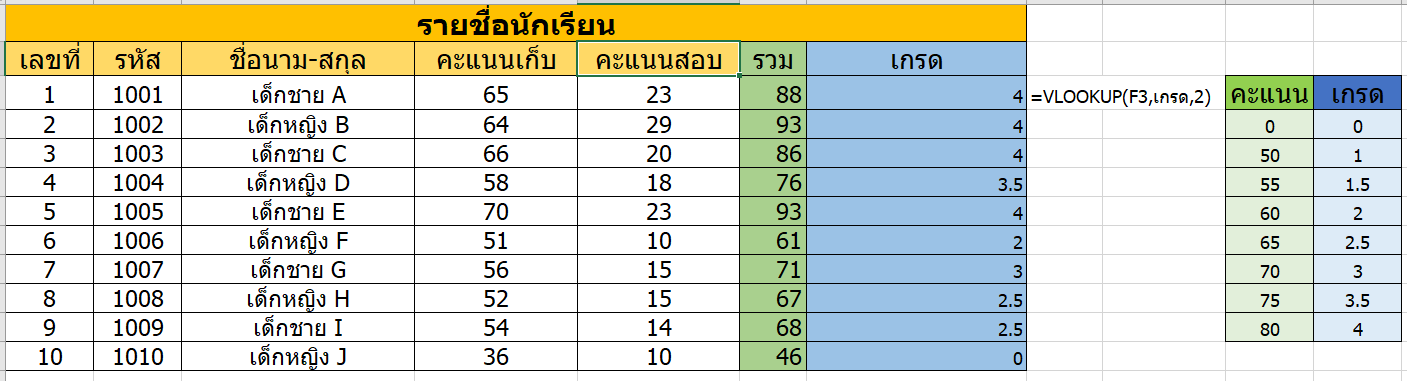 รายชื่อนักเรียน
เลขที่ รหัส ชื่อนาม-สกุล คะแนนเก็บ คะแนนสอบ รวม เกรด
1 1001 เด็กชาย A 65 23 88 4 =VLOOKUP(F3,เกรด,2) คะแนน เกรด
2 1002 เด็กหญิง B 64 29 93 4 0 0
3 1003 เด็กชาย C 66 20 86 4 50 1
4 1004 เด็กหญิง D 58 18 76 3.5 55 1.5
5 1005 เด็กชาย E 70 23 93 4 60 2
6 1006 เด็กหญิง F 51 10 61 2 65 2.5
7 1007 เด็กชาย G 56 15 71 3 70 3
8 1008 เด็กหญิง H 52 15 67 2.5 75 3.5
9 1009 เด็กชาย I 54 14 68 2.5 80 4
10 1010 เด็กหญิง J 36 10 46 0